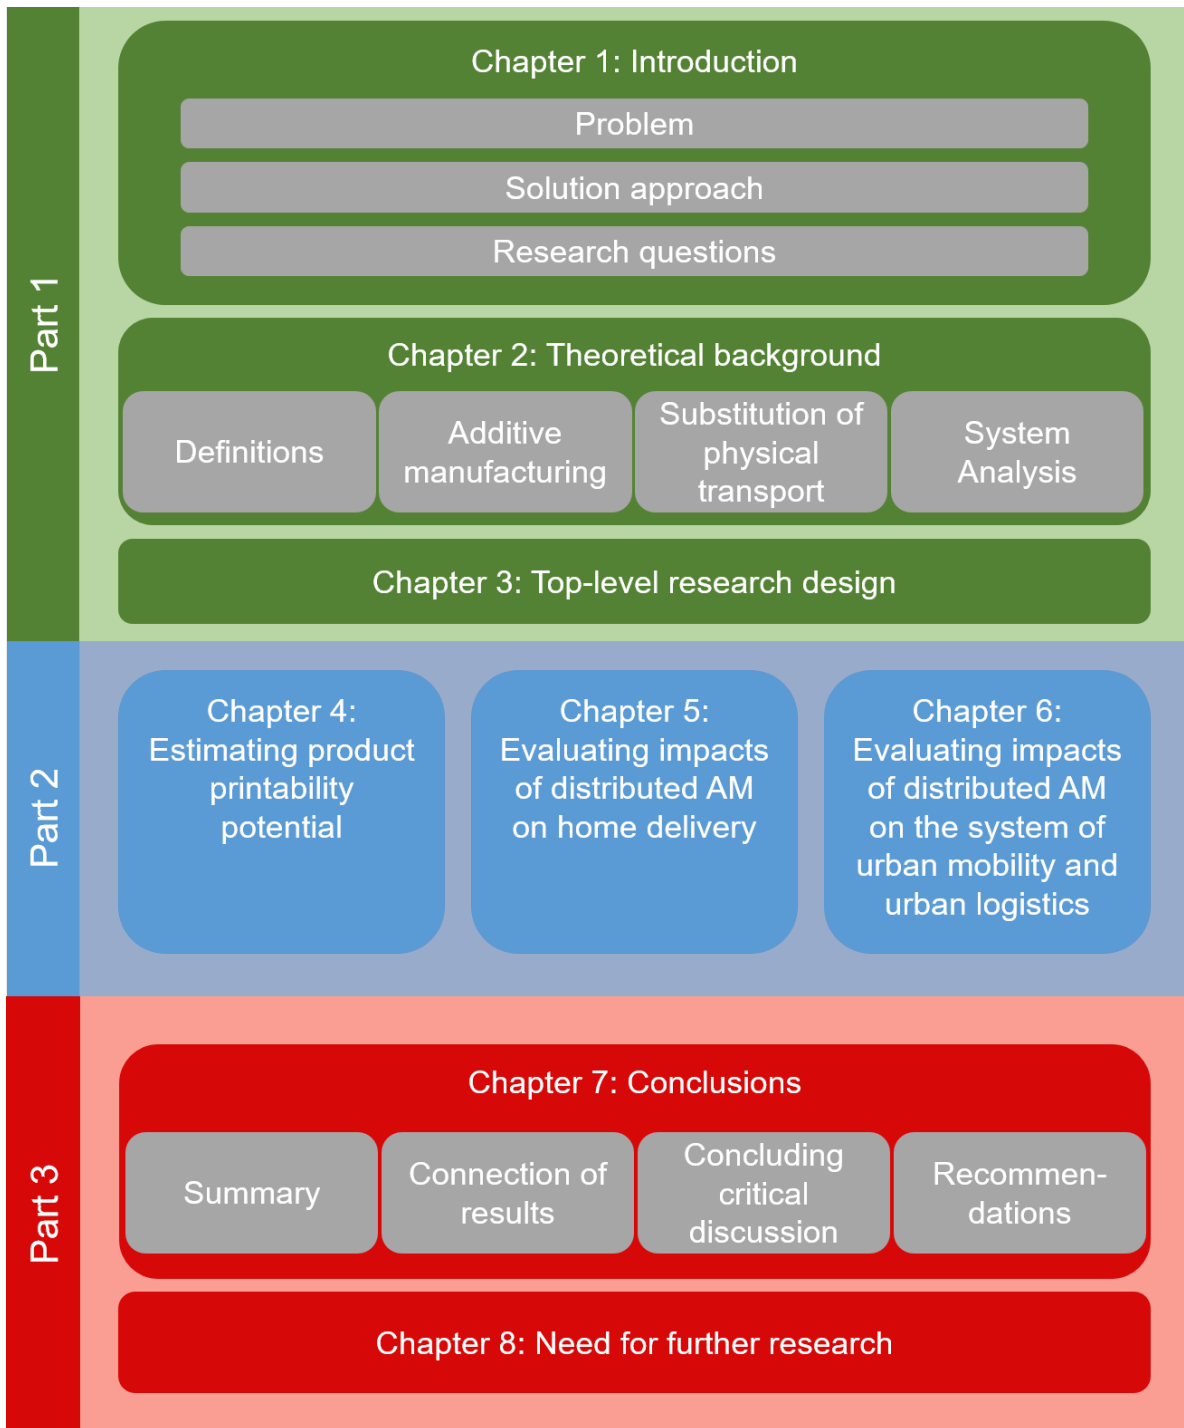 Part 1
Chapter 1: Introduction
Problem
Solution approach
Research questions
Chapter 2: Theoretical background
Definitions
Additive
manufacturing
Substitution of
physical
transport
System
Analysis
Chapter 3: Top-level research design
Part 2
Chapter 4:
Estimating product
printability
potential
Chapter 5:
Evaluating impacts
of distributed AM
on home delivery
Chapter 6:
Evaluating impacts
of distributed AM
on the system of
urban mobility and
urban logistics
Part 3
Chapter 7: Conclusions
Summary
Connection of
results
Concluding
critical
discussion
Recommen-
dations
Chapter 8: Need for further research